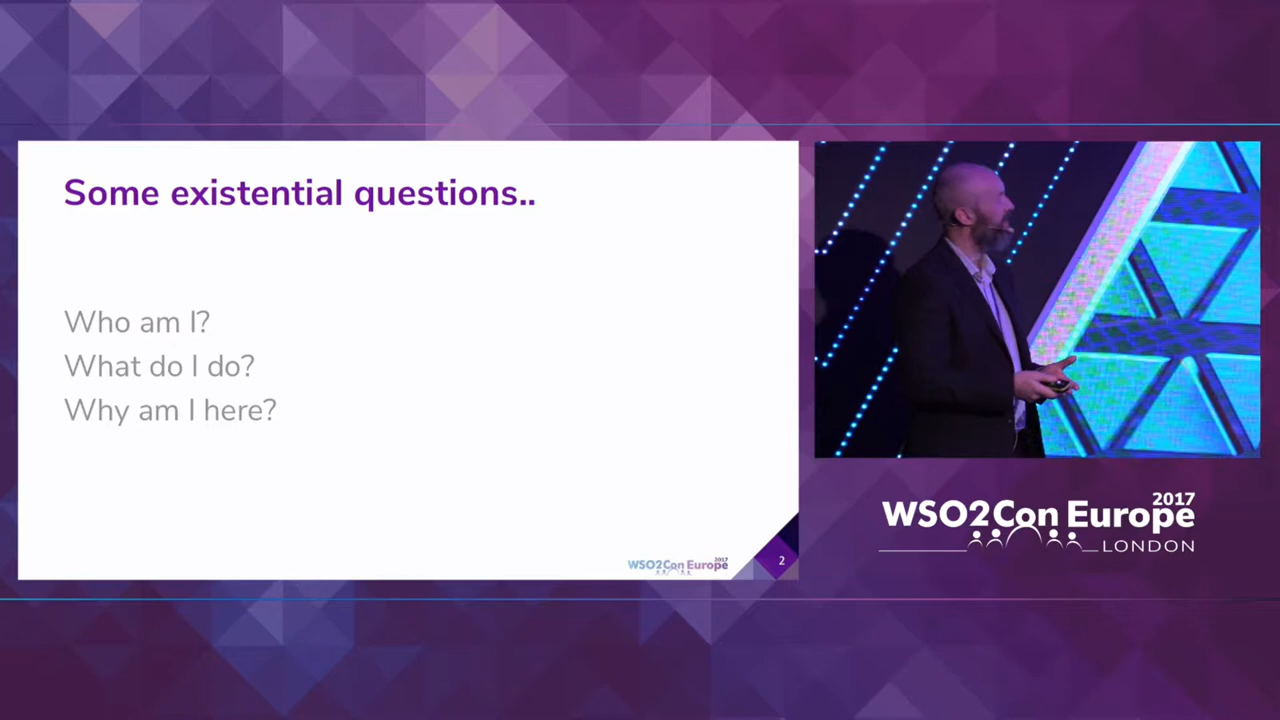 Some existential questions..
Who am I?
What do I do?
Why am I here?
WSO2Con Europe 2017
2
2017
WSO2Con Europe
LONDON